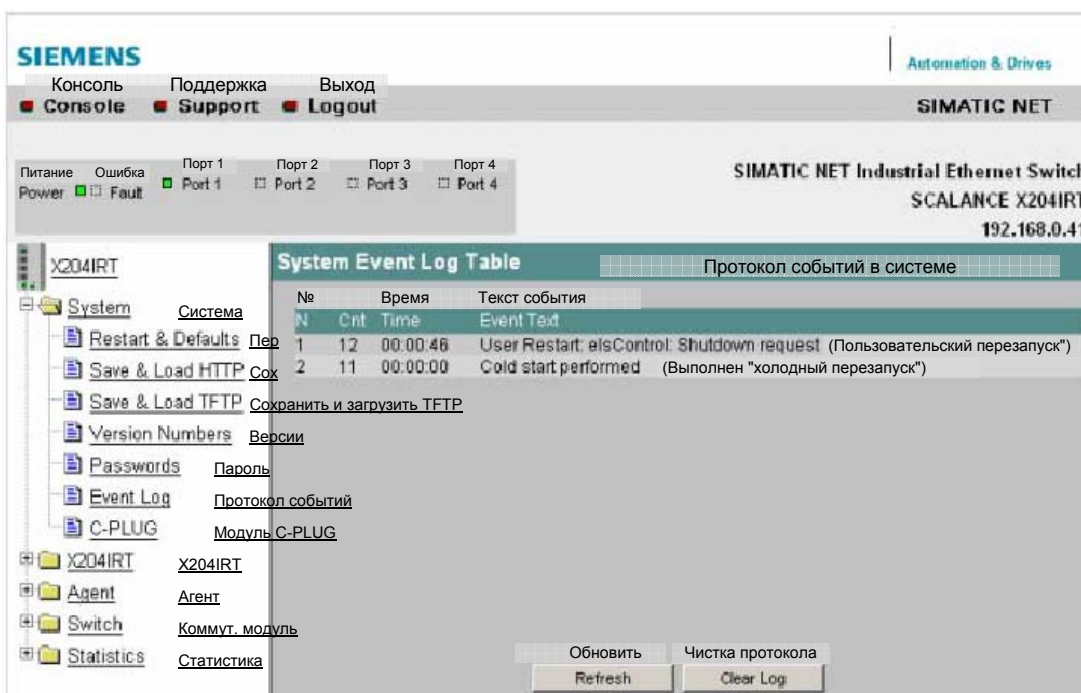 SIEMENS
Automation & Drives
Консоль Поддержка Выход
Console Support Logout
SIMATIC NET
Порт 1 Порт 2 Порт 3 Порт 4
Питание Ошибка
Power Fault Port 1 Port 2 Port 3 Port 4
SIMATIC NET Industrial Ethernet Switch
SCALANCE X204IRT
192.168.0.41
X204IRT
System Event Log Table Протокол событий в системе
System Система
Restart & Defaults Пер
Save & Load HTTP Сох
Save & Load TFTP Сохранить и загрузить TFTP
Version Numbers Версии
Passwords Пароль
Event Log Протокол событий
C-PLUG Модуль C-PLUG
X204IRT X204IRT
Agent Агент
Switch Коммут. модуль
Statistics Статистика
№ Время Текст события
N Cnt Time Event Text
1 12 00:00:46 User Restart: elsControl: Shutdown request (Пользовательский перезапуск")
2 11 00:00:00 Cold start performed (Выполнен "холодный перезапуск")
Обновить Чистка протокола
Refresh Clear Log